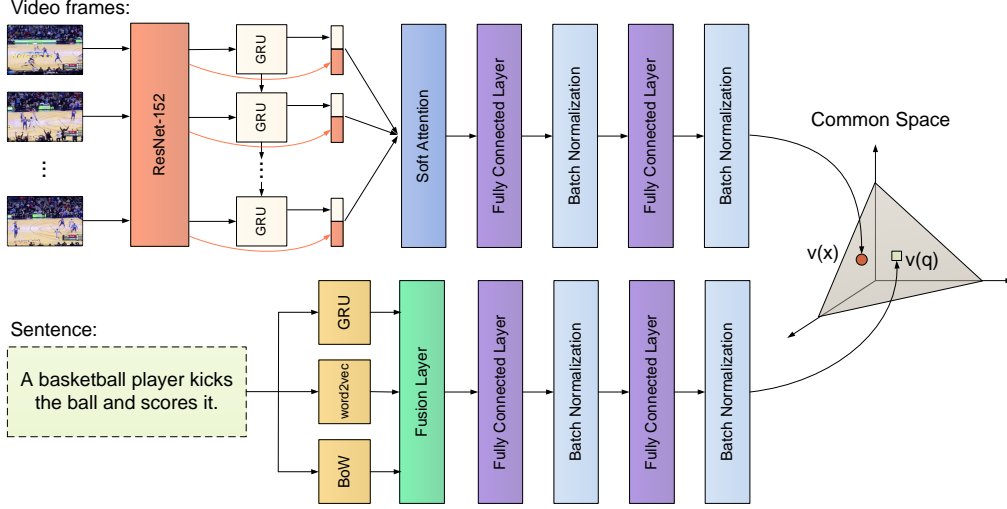 Video frames:
ResNet-152
GRU
GRU
GRU
Soft Attention
Fully Connected Layer
Batch Normalization
Fully Connected Layer
Batch Normalization
Common Space
v(x)
v(q)
Sentence:
A basketball player kicks
the ball and scores it.
GRU
word2vec
BoW
Fusion Layer
Fully Connected Layer
Batch Normalization
Fully Connected Layer
Batch Normalization